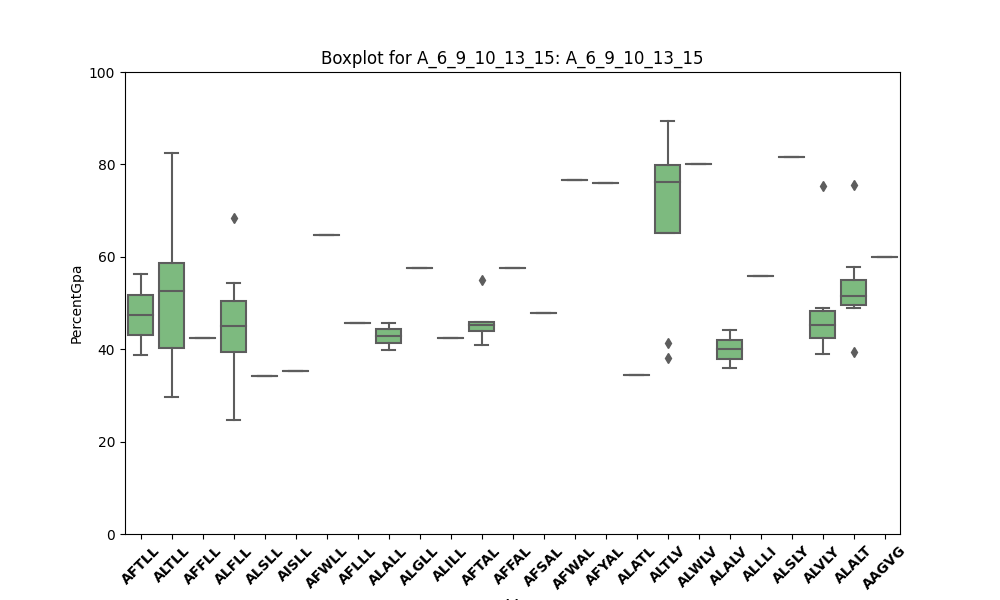 Boxplot for A_6_9_10_13_15: A_6_9_10_13_15
PercentGpa
100
80
60
40
20
0
AFTLL
ALTLL
AFFLL
ALFLL
ALSLL
AISLL
AFWLL
AFLLL
ALALL
ALGLL
ALILL
AFTAL
AFFAL
AFSAL
AFWAL
AFYAL
ALATL
ALTLV
ALWLV
ALALV
ALLLI
ALSLY
ALVLY
ALALT
AAGVG